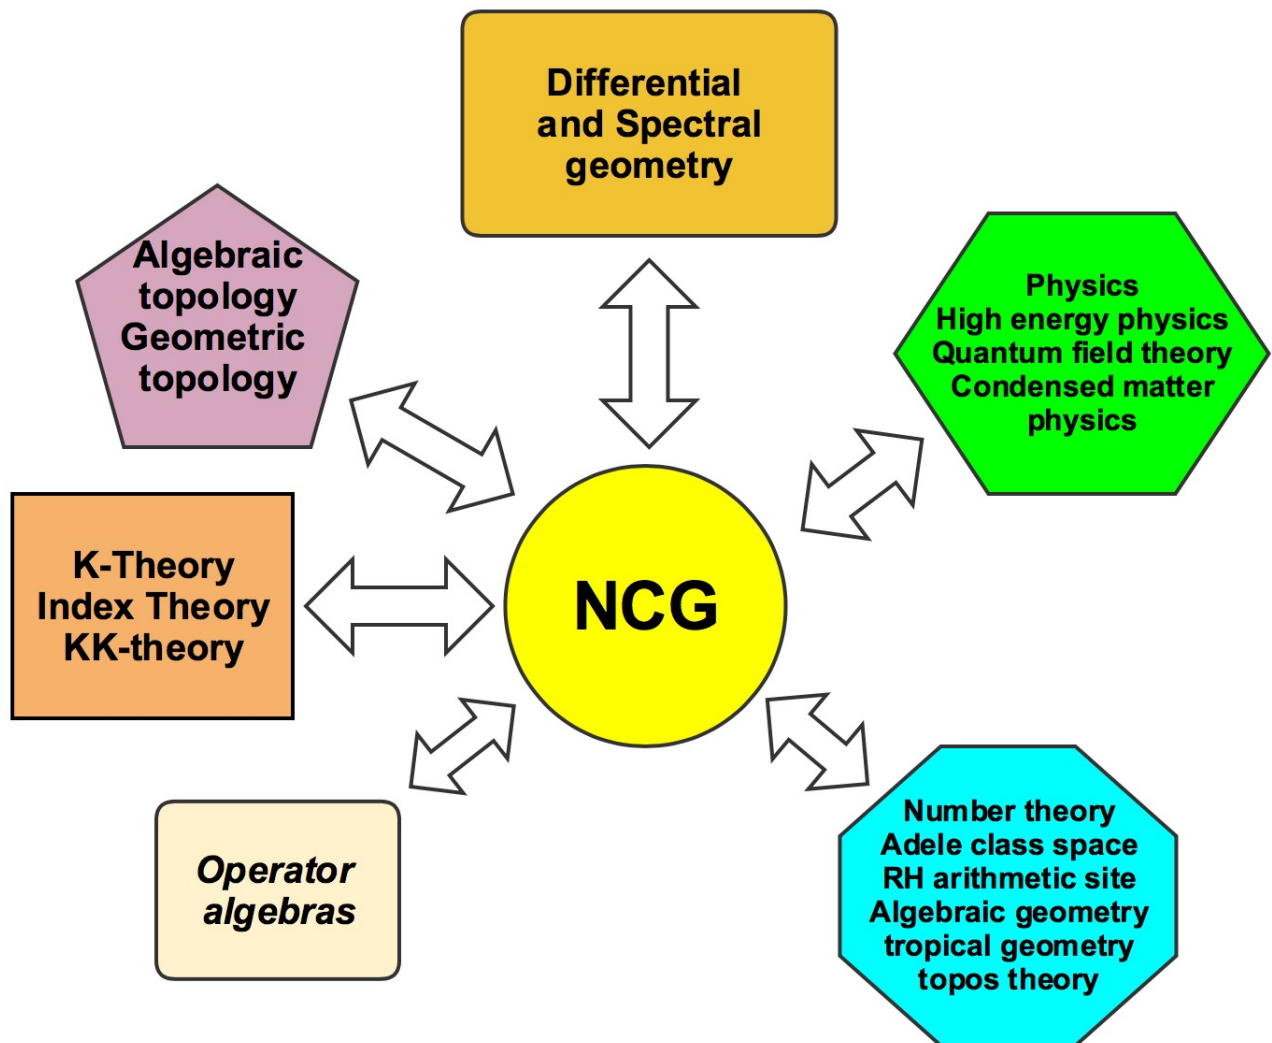 Differential
and Spectral
geometry
Algebraic
topology
Geometric
topology
Physics
High energy physics
Quantum field theory
Condensed matter
physics
K-Theory
Index Theory
KK-theory
NCG
Operator
algebras
Number theory
Adele class space
RH arithmetic site
Algebraic geometry
tropical geometry
topos theory